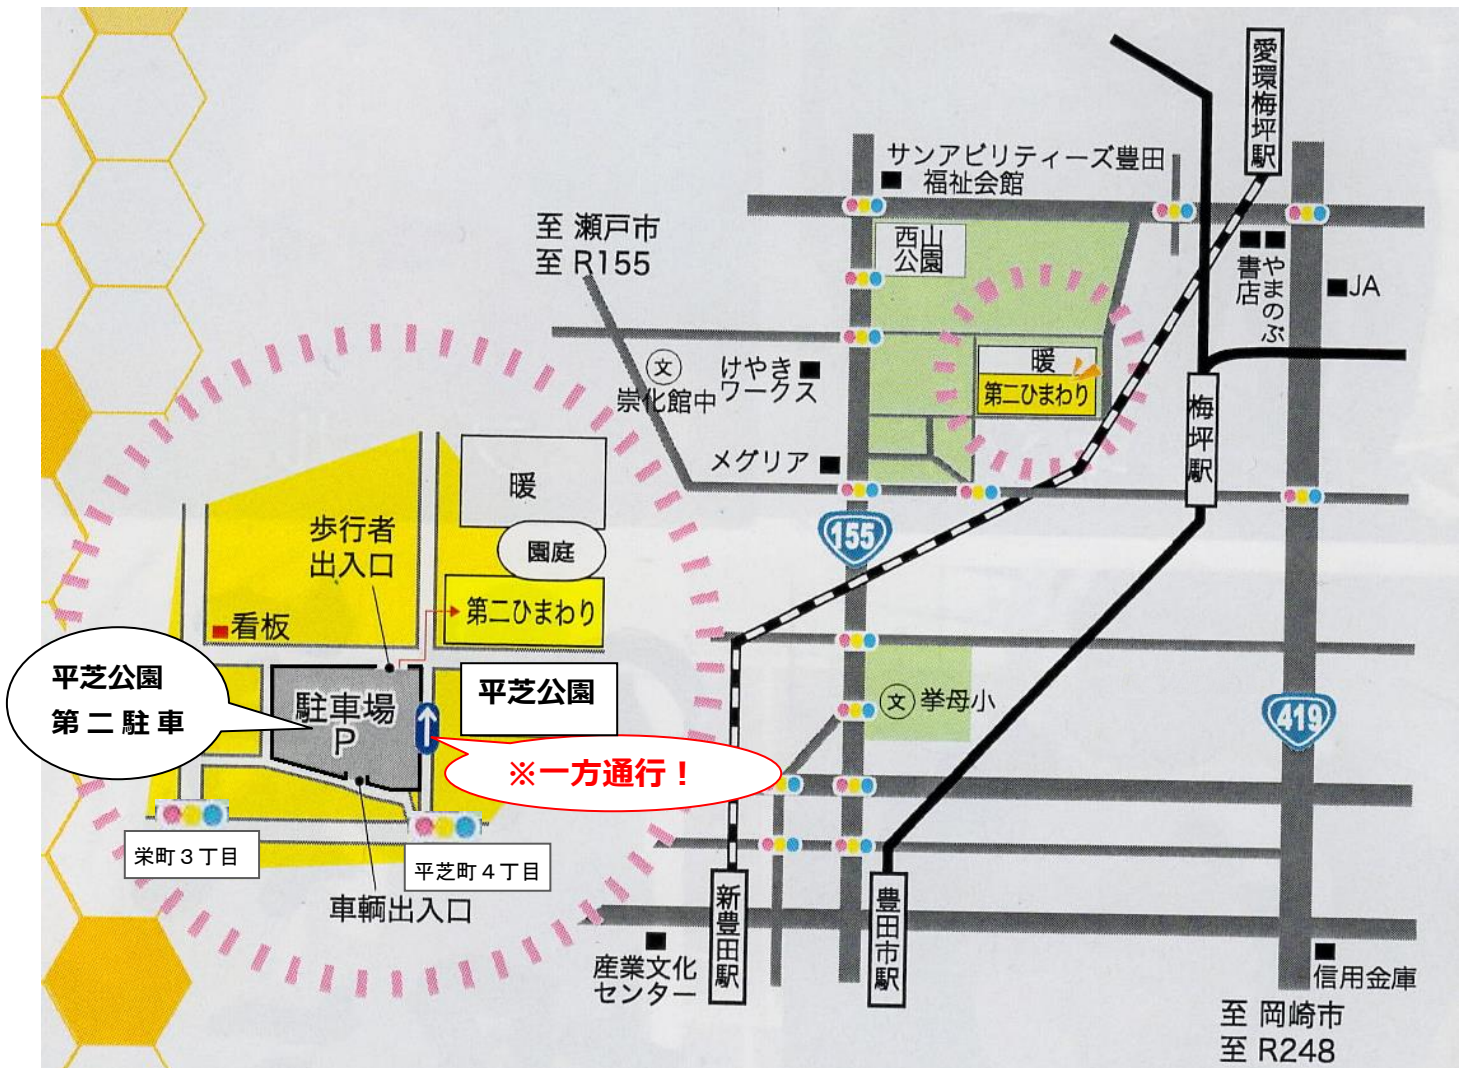 愛環梅坪駅
サンアビリティーズ豊田
福祉会館
至 瀬戸市
至 R155
西山
公園
やまのぶ
書店
JA
文
崇化館中
けやき
ワークス
暖
第二ひまわり
梅坪駅
メグリア
155
暖
園庭
第二ひまわり
歩行者
出入口
看板
平芝公園
第二駐車
駐車場
P
平芝公園
※一方通行！
文
挙母小
419
栄町３丁目
平芝町４丁目
車輌出入口
新豊田駅
豊田市駅
産業文化
センター
信用金庫
至 岡崎市
至 R248